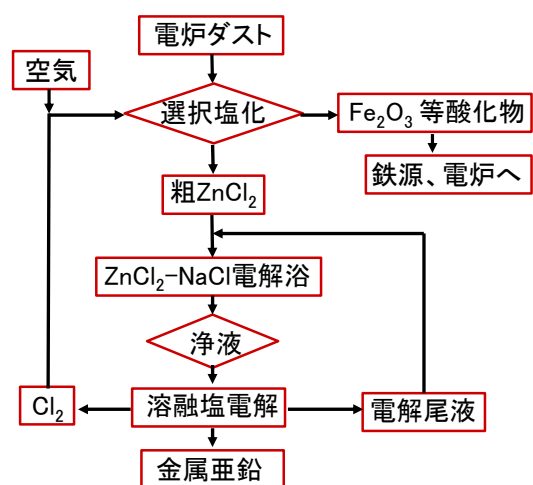 電炉ダスト
空気
選択塩化
Fe₂O₃ 等酸化物
鉄源、電炉へ
粗ZnCl₂
ZnCl₂-NaCl電解浴
浄液
Cl₂
溶融塩電解
電解尾液
金属亜鉛